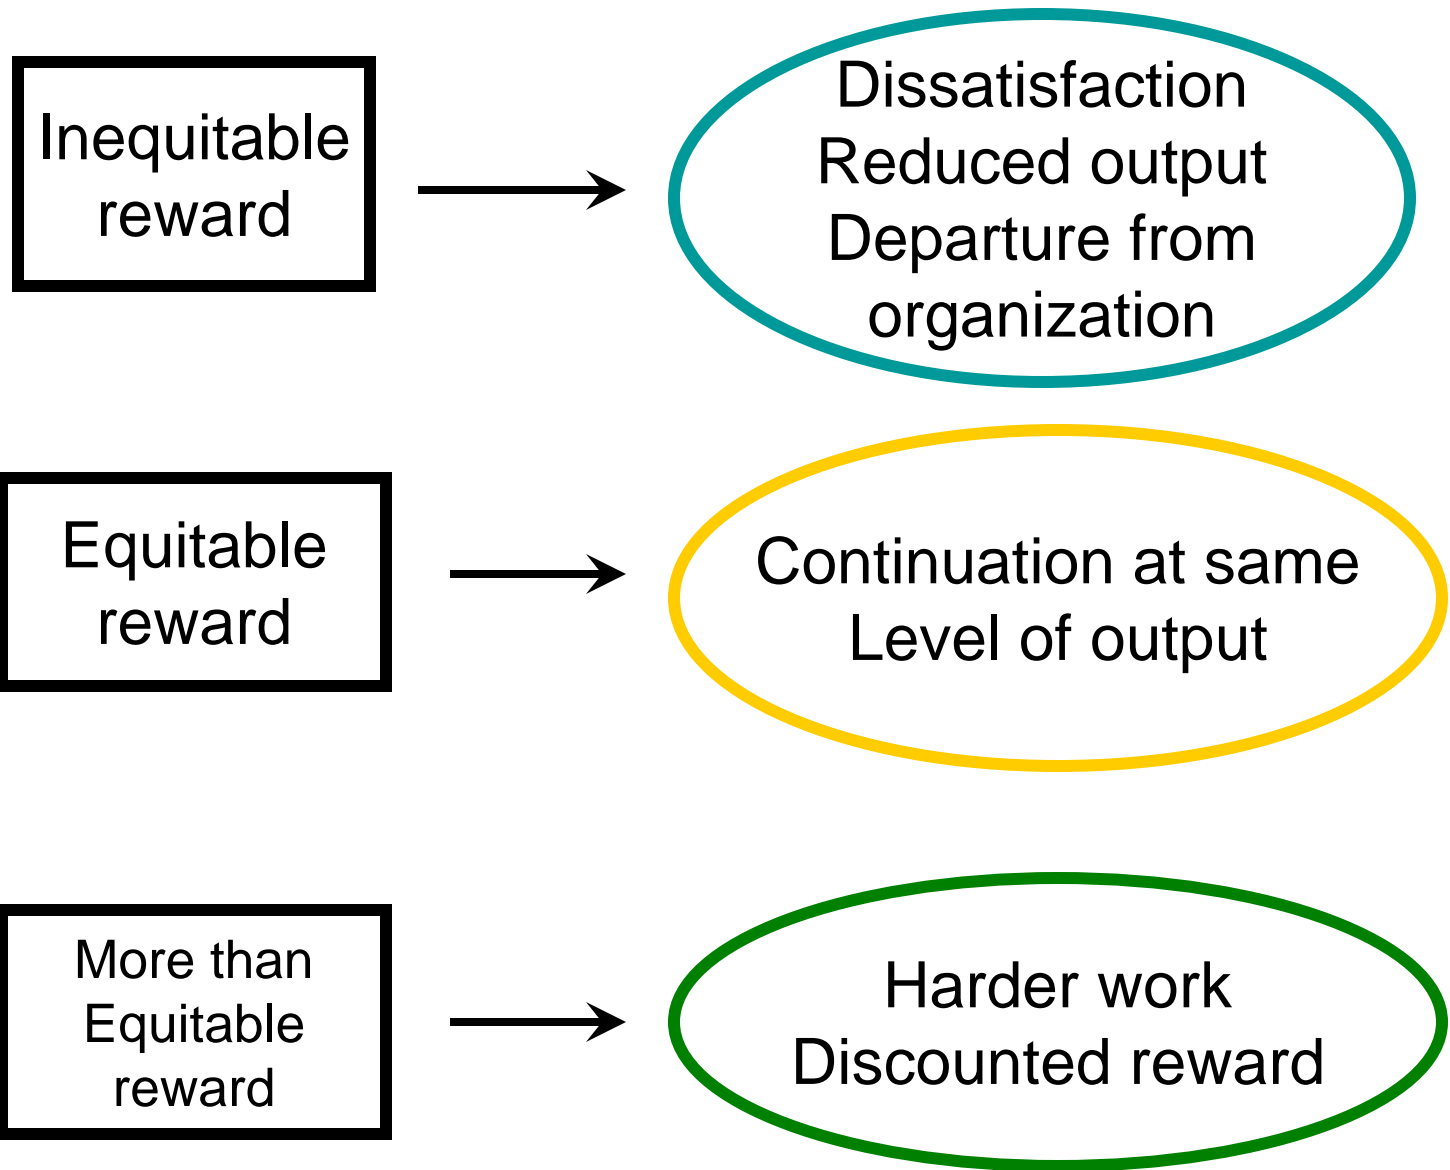 Inequitable
reward
Dissatisfaction
Reduced output
Departure from
organization
Equitable
reward
Continuation at same
Level of output
More than
Equitable
reward
Harder work
Discounted reward